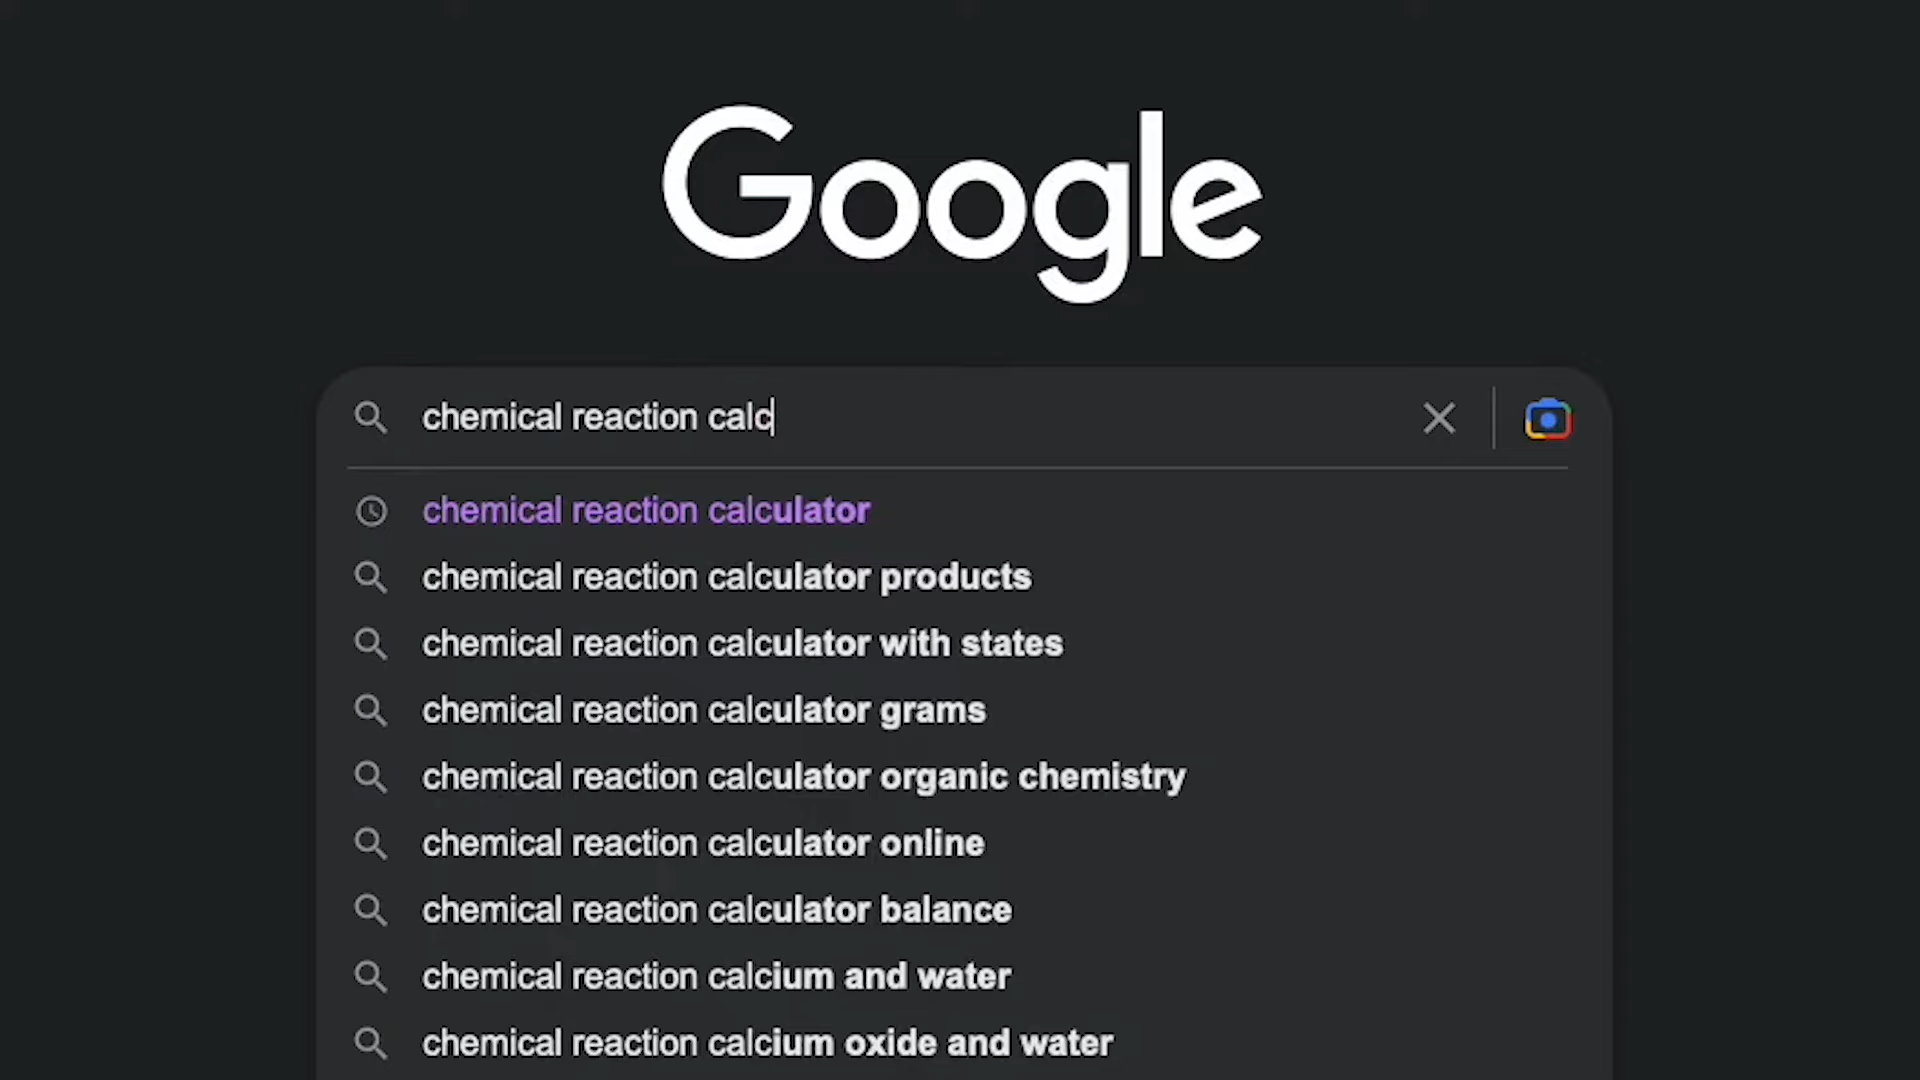 Google
chemical reaction calc
chemical reaction calculator
chemical reaction calculator products
chemical reaction calculator with states
chemical reaction calculator grams
chemical reaction calculator organic chemistry
chemical reaction calculator online
chemical reaction calculator balance
chemical reaction calcium and water
chemical reaction calcium oxide and water